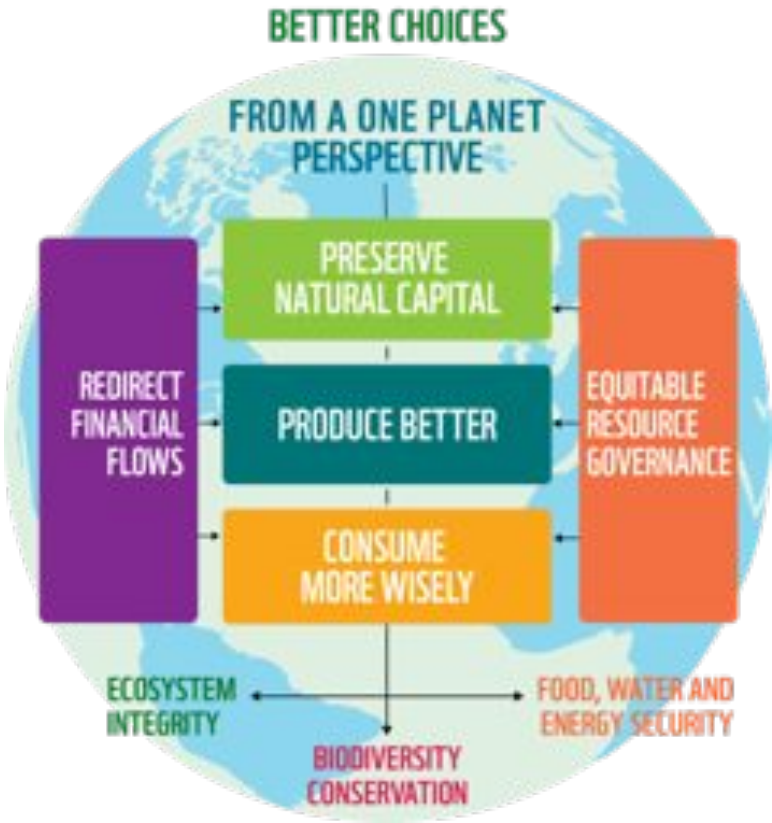 BETTER CHOICES
FROM A ONE PLANET
PERSPECTIVE
PRESERVE
NATURAL CAPITAL
REDIRECT
FINANCIAL
FLOWS
PRODUCE BETTER
EQUITABLE
RESOURCE
GOVERNANCE
CONSUME
MORE WISELY
ECOSYSTEM
INTEGRITY
BIODIVERSITY
CONSERVATION
FOOD, WATER AND
ENERGY SECURITY